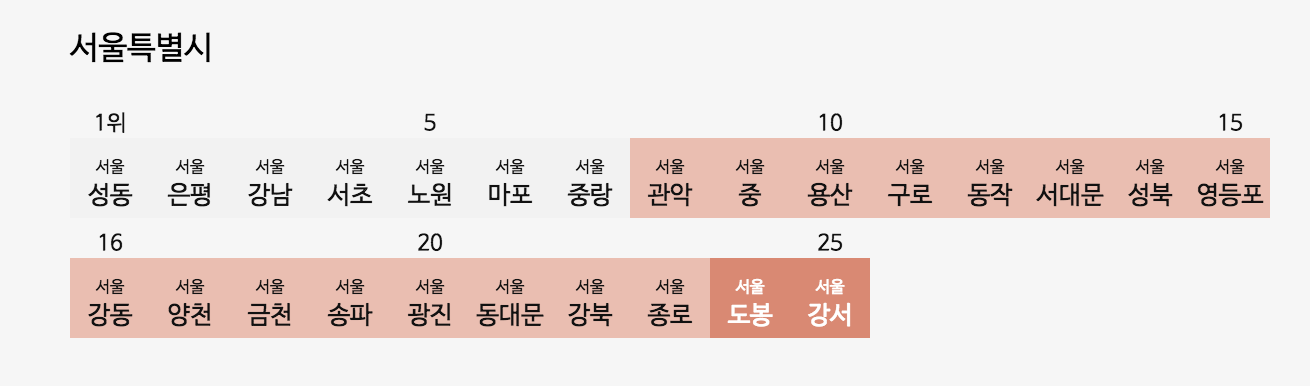 서울특별시
1위 5 10 15
서울 서울 서울 서울 서울 서울 서울 서울 서울 서울 서울 서울 서울 서울 서울
성동 은평 강남 서초 노원 마포 중랑 관악 중 용산 구로 동작 서대문 성북 영등포
16 20 25
서울 서울 서울 서울 서울 서울 서울 서울 서울 서울
강동 양천 금천 송파 광진 동대문 강북 종로 도봉 강서